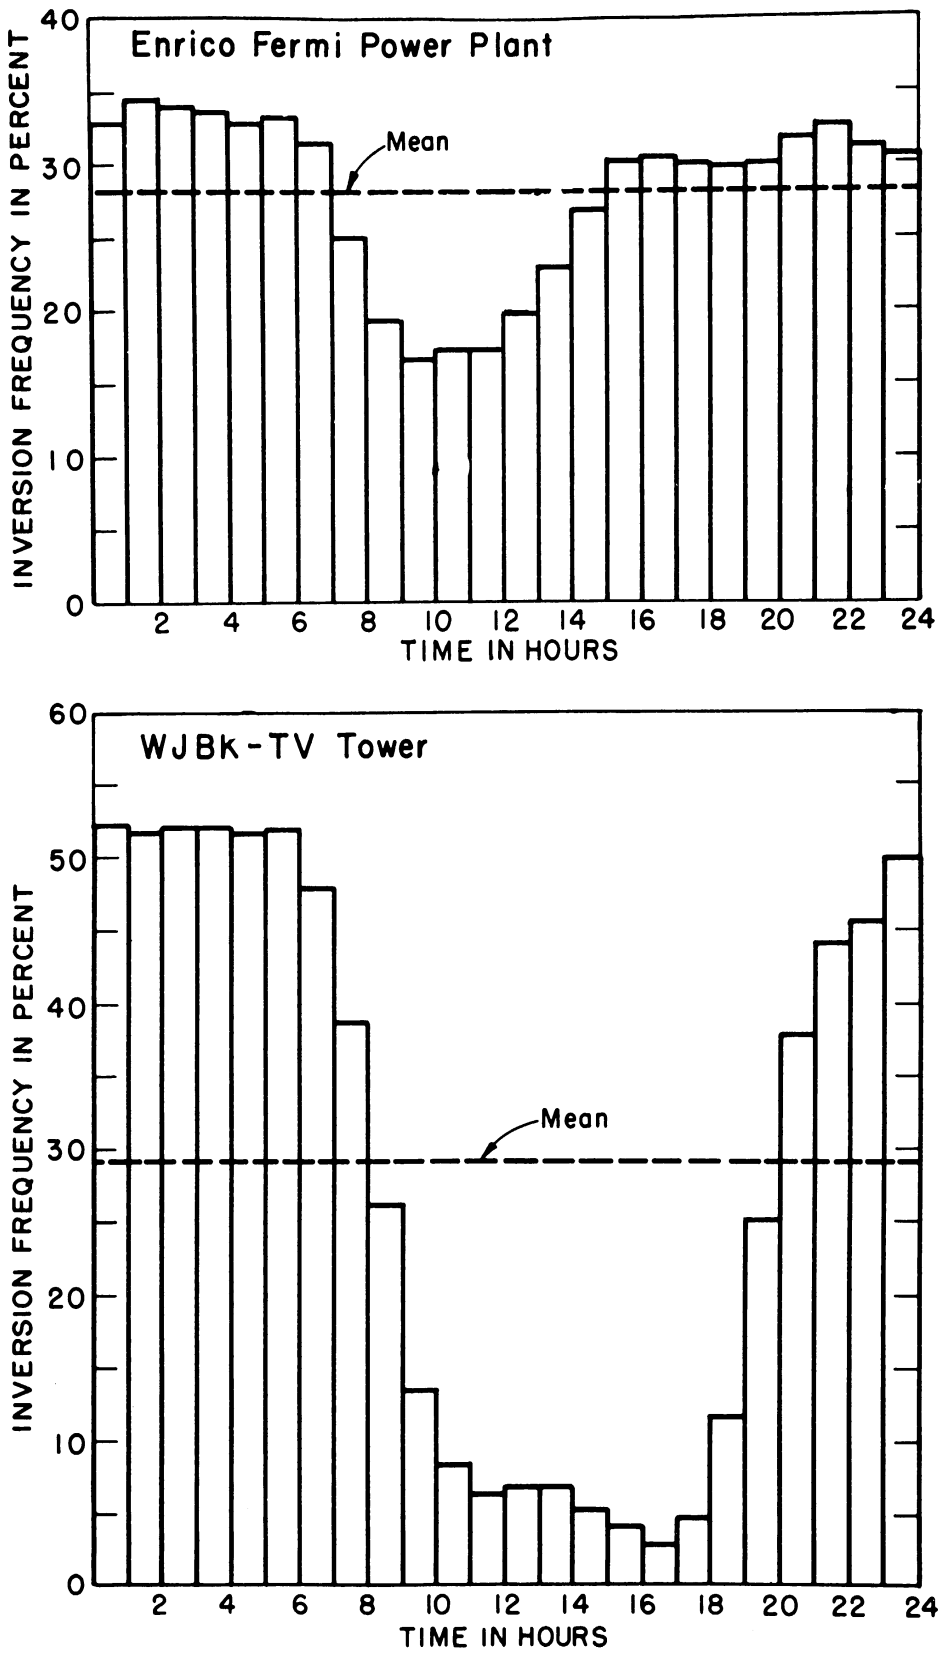 Enrico Fermi Power Plant
INVERSION FREQUENCY IN PERCENT
40
30
20
10
0
Mean
2 4 6 8 10 12 14 16 18 20 22 24
TIME IN HOURS
WJBK-TV Tower
INVERSION FREQUENCY IN PERCENT
60
50
40
30
20
10
0
Mean
2 4 6 8 10 12 14 16 18 20 22 24
TIME IN HOURS